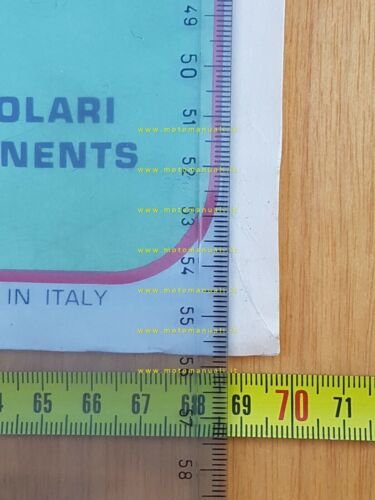 49
50
OLARI
51
www.motomanuali.it
NENTS
www.motomanuali.it
52
www.motomanuali.it
53
www.motomanuali.it
54
www.motomanuali.it
IN ITALY
55
www.motomanuali.it
56
www.motomanuali.it
65 66 67 68 69 70 71
57
58